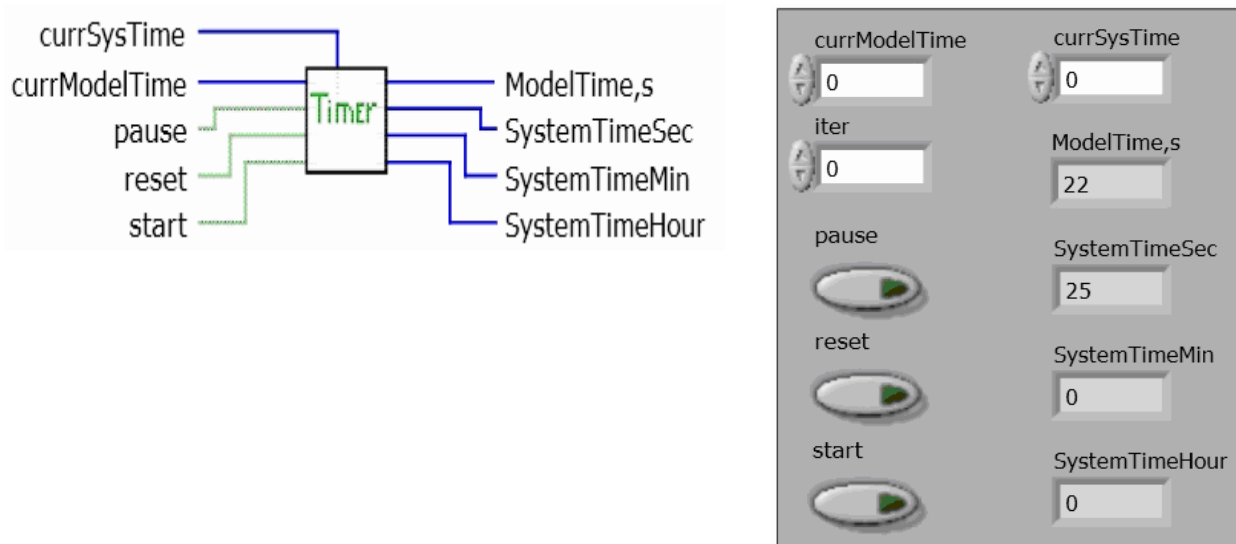 currSysTime
currModelTime
pause
reset
start
Timer
ModelTime,s
SystemTimeSec
SystemTimeMin
SystemTimeHour
currModelTime
0
iter
0
pause
reset
start
currSysTime
0
ModelTime,s
22
SystemTimeSec
25
SystemTimeMin
0
SystemTimeHour
0